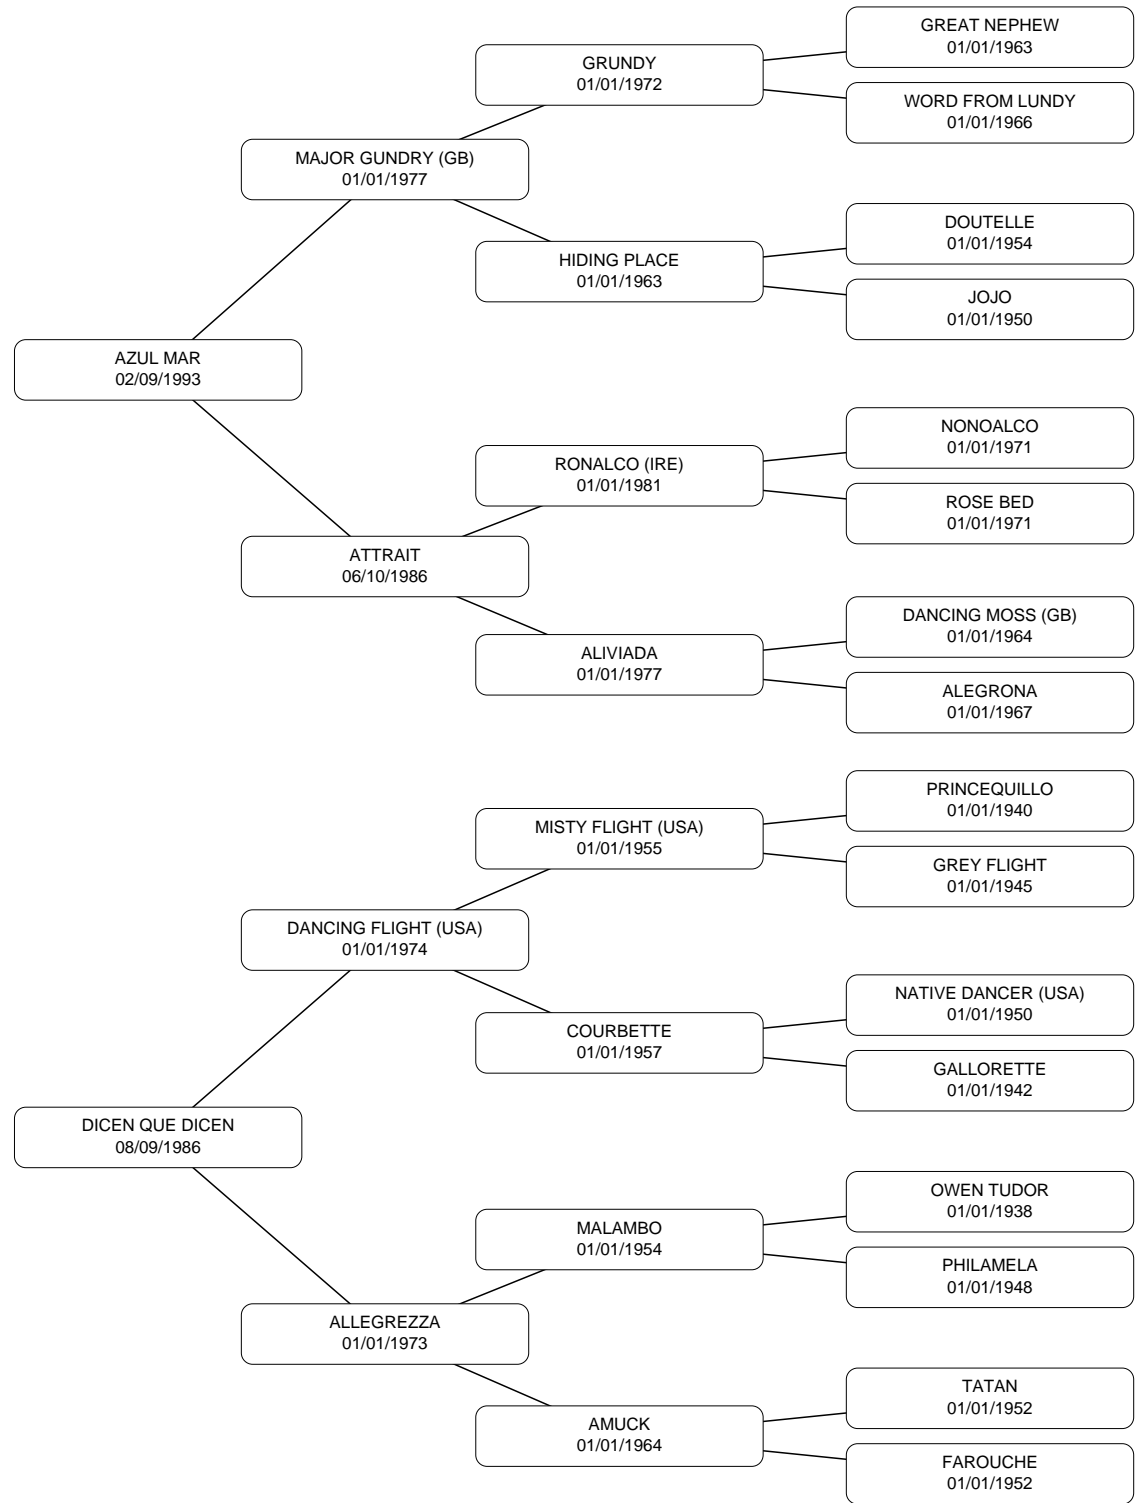 GREAT NEPHEW
01/01/1963
GRUNDY
01/01/1972
WORD FROM LUNDY
01/01/1966
MAJOR GUNDRY (GB)
01/01/1977
DOUTELLE
01/01/1954
HIDING PLACE
01/01/1963
JOJO
01/01/1950
AZUL MAR
02/09/1993
NONOALCO
01/01/1971
RONALCO (IRE)
01/01/1981
ROSE BED
01/01/1971
ATTRAIT
06/10/1986
DANCING MOSS (GB)
01/01/1964
ALIVIADA
01/01/1977
ALEGRONA
01/01/1967
PRINCEQUILLO
01/01/1940
MISTY FLIGHT (USA)
01/01/1955
GREY FLIGHT
01/01/1945
DANCING FLIGHT (USA)
01/01/1974
NATIVE DANCER (USA)
01/01/1950
COURBETTE
01/01/1957
GALLORETTE
01/01/1942
DICEN QUE DICEN
08/09/1986
OWEN TUDOR
01/01/1938
MALAMBO
01/01/1954
PHILAMELA
01/01/1948
ALLEGREZZA
01/01/1973
TATAN
01/01/1952
AMUCK
01/01/1964
FAROUCHE
01/01/1952